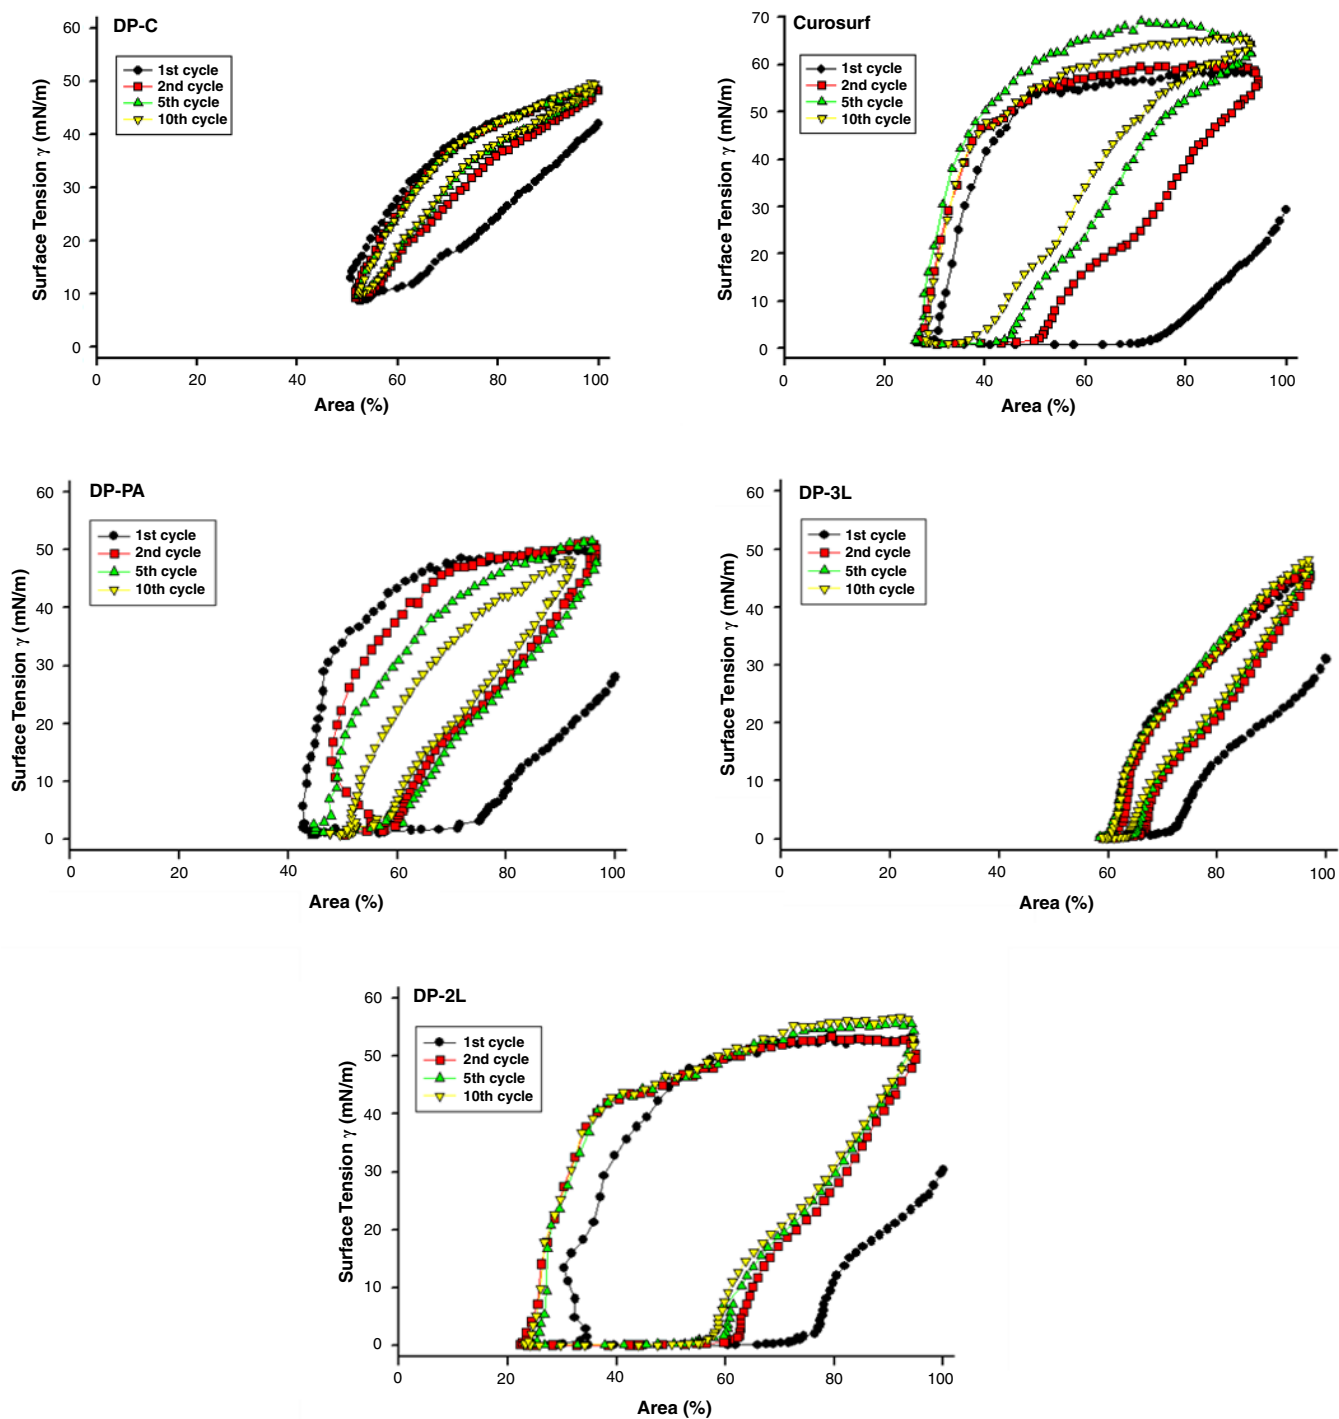 DP-C
1st cycle
2nd cycle
5th cycle
10th cycle
Surface Tension γ (mN/m)
60
50
40
30
20
10
0
0 20 40 60 80 100
Area (%)
Curosurf
1st cycle
2nd cycle
5th cycle
10th cycle
Surface Tension γ (mN/m)
70
60
50
40
30
20
10
0
0 20 40 60 80 100
Area (%)
DP-PA
1st cycle
2nd cycle
5th cycle
10th cycle
Surface Tension γ (mN/m)
60
50
40
30
20
10
0
0 20 40 60 80 100
Area (%)
DP-3L
1st cycle
2nd cycle
5th cycle
10th cycle
Surface Tension γ (mN/m)
60
50
40
30
20
10
0
0 20 40 60 80 100
Area (%)
DP-2L
1st cycle
2nd cycle
5th cycle
10th cycle
Surface Tension γ (mN/m)
60
50
40
30
20
10
0
0 20 40 60 80 100
Area (%)